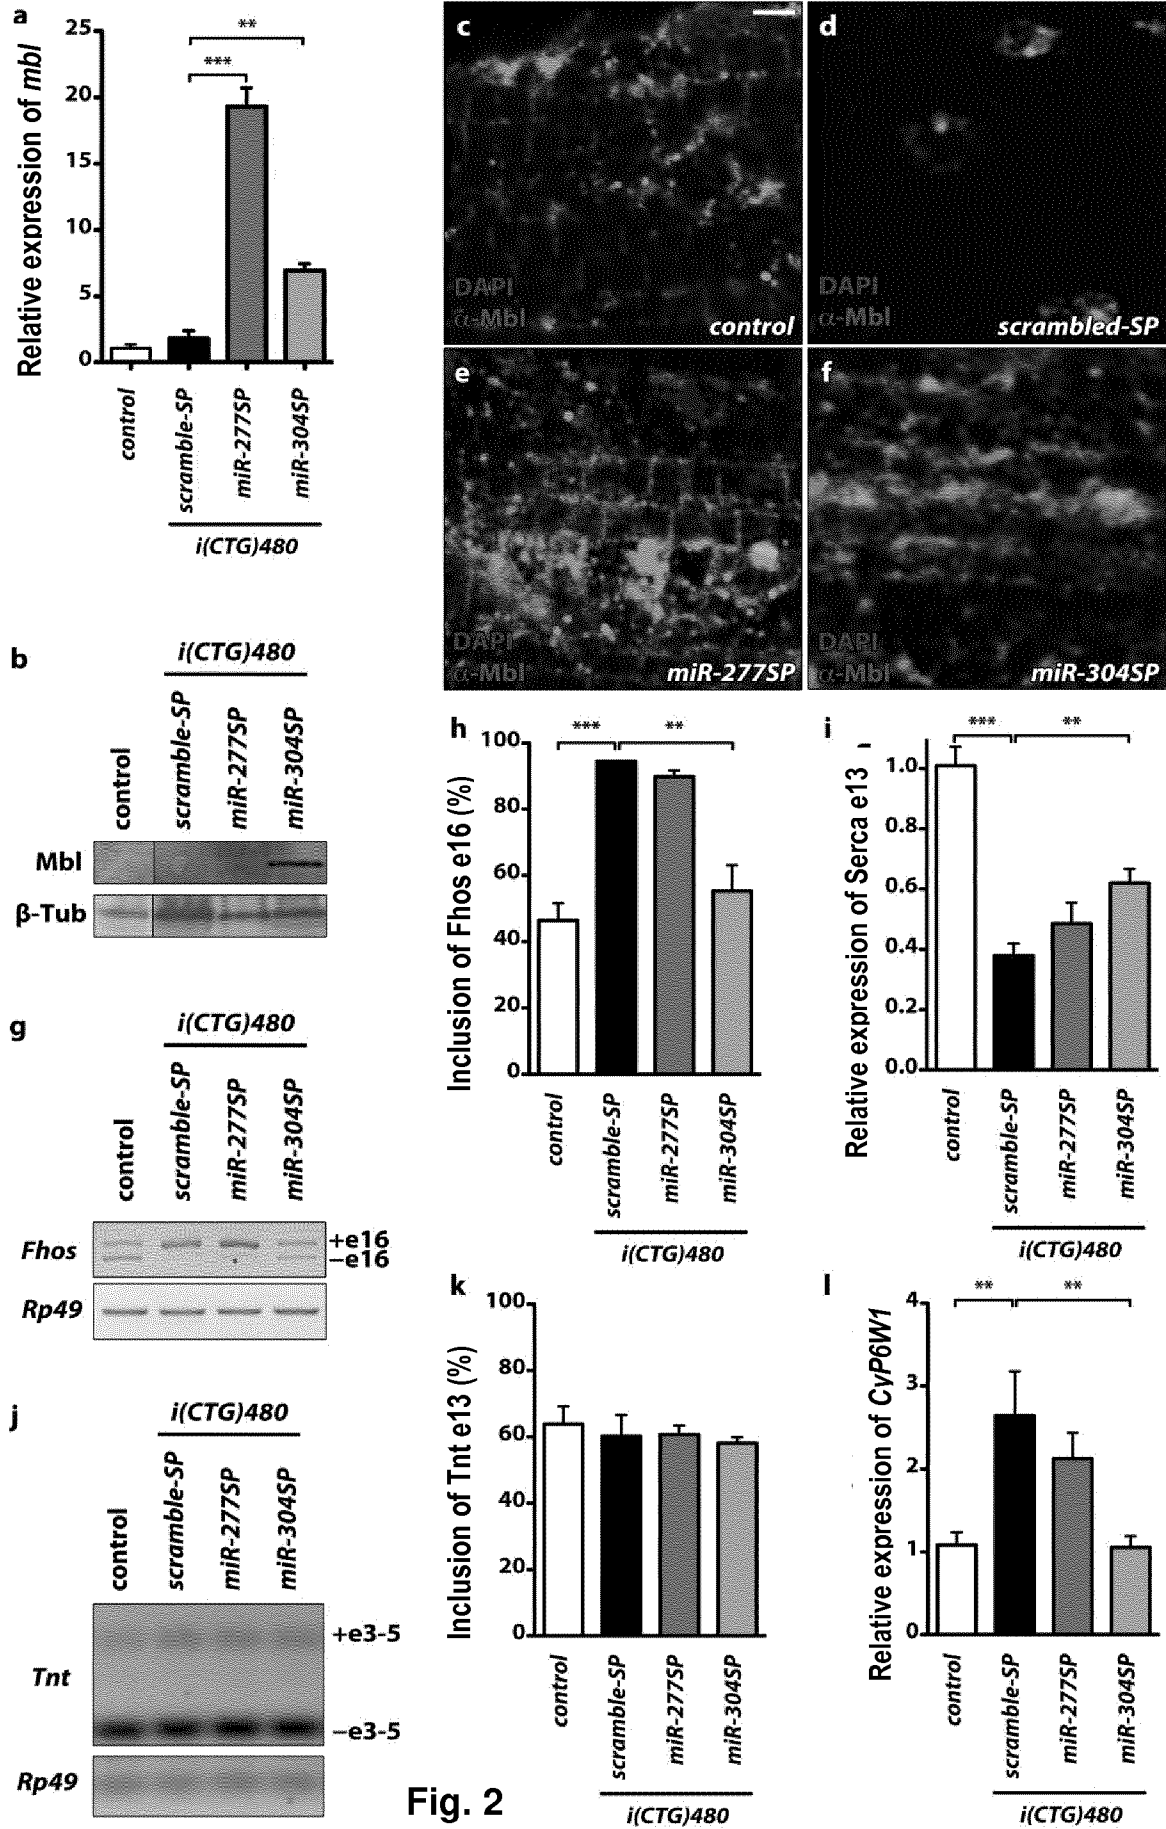 a
Relative expression of mbl
25
20
15
10
5
0
**
***
control
scramble-SP
miR-277SP
miR-304SP
i(CTG)480
c
DAPI
α-Mbl
control
d
DAPI
α-Mbl
scrambled-SP
e
DAPI
α-Mbl
miR-277SP
f
DAPI
α-Mbl
miR-304SP
b
i(CTG)480
control
scramble-SP
miR-277SP
miR-304SP
Mbl
β-Tub
g
i(CTG)480
control
scramble-SP
miR-277SP
miR-304SP
Fhos
+e16
–e16
Rp49
h
Inclusion of Fhos e16 (%)
100
80
60
40
20
0
***
**
control
scramble-SP
miR-277SP
miR-304SP
i(CTG)480
i
Relative expression of Serca e13
1.0
0.8
0.6
0.4
0.2
0.0
***
**
control
scramble-SP
miR-277SP
miR-304SP
i(CTG)480
j
i(CTG)480
control
scramble-SP
miR-277SP
miR-304SP
Tnt
+e3-5
–e3-5
Rp49
k
Inclusion of Tnt e13 (%)
100
80
60
40
20
0
control
scramble-SP
miR-277SP
miR-304SP
i(CTG)480
l
Relative expression of CyP6W1
4
3
2
1
0
**
**
control
scramble-SP
miR-277SP
miR-304SP
i(CTG)480
Fig. 2